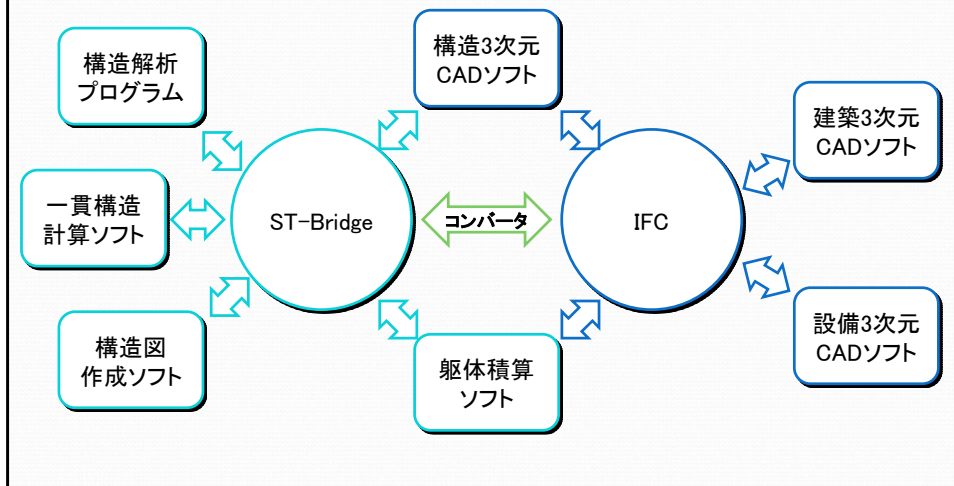 構造解析
プログラム
構造3次元
CADソフト
建築3次元
CADソフト
一貫構造
計算ソフト
ST-Bridge
コンバータ
IFC
構造図
作成ソフト
躯体積算
ソフト
設備3次元
CADソフト